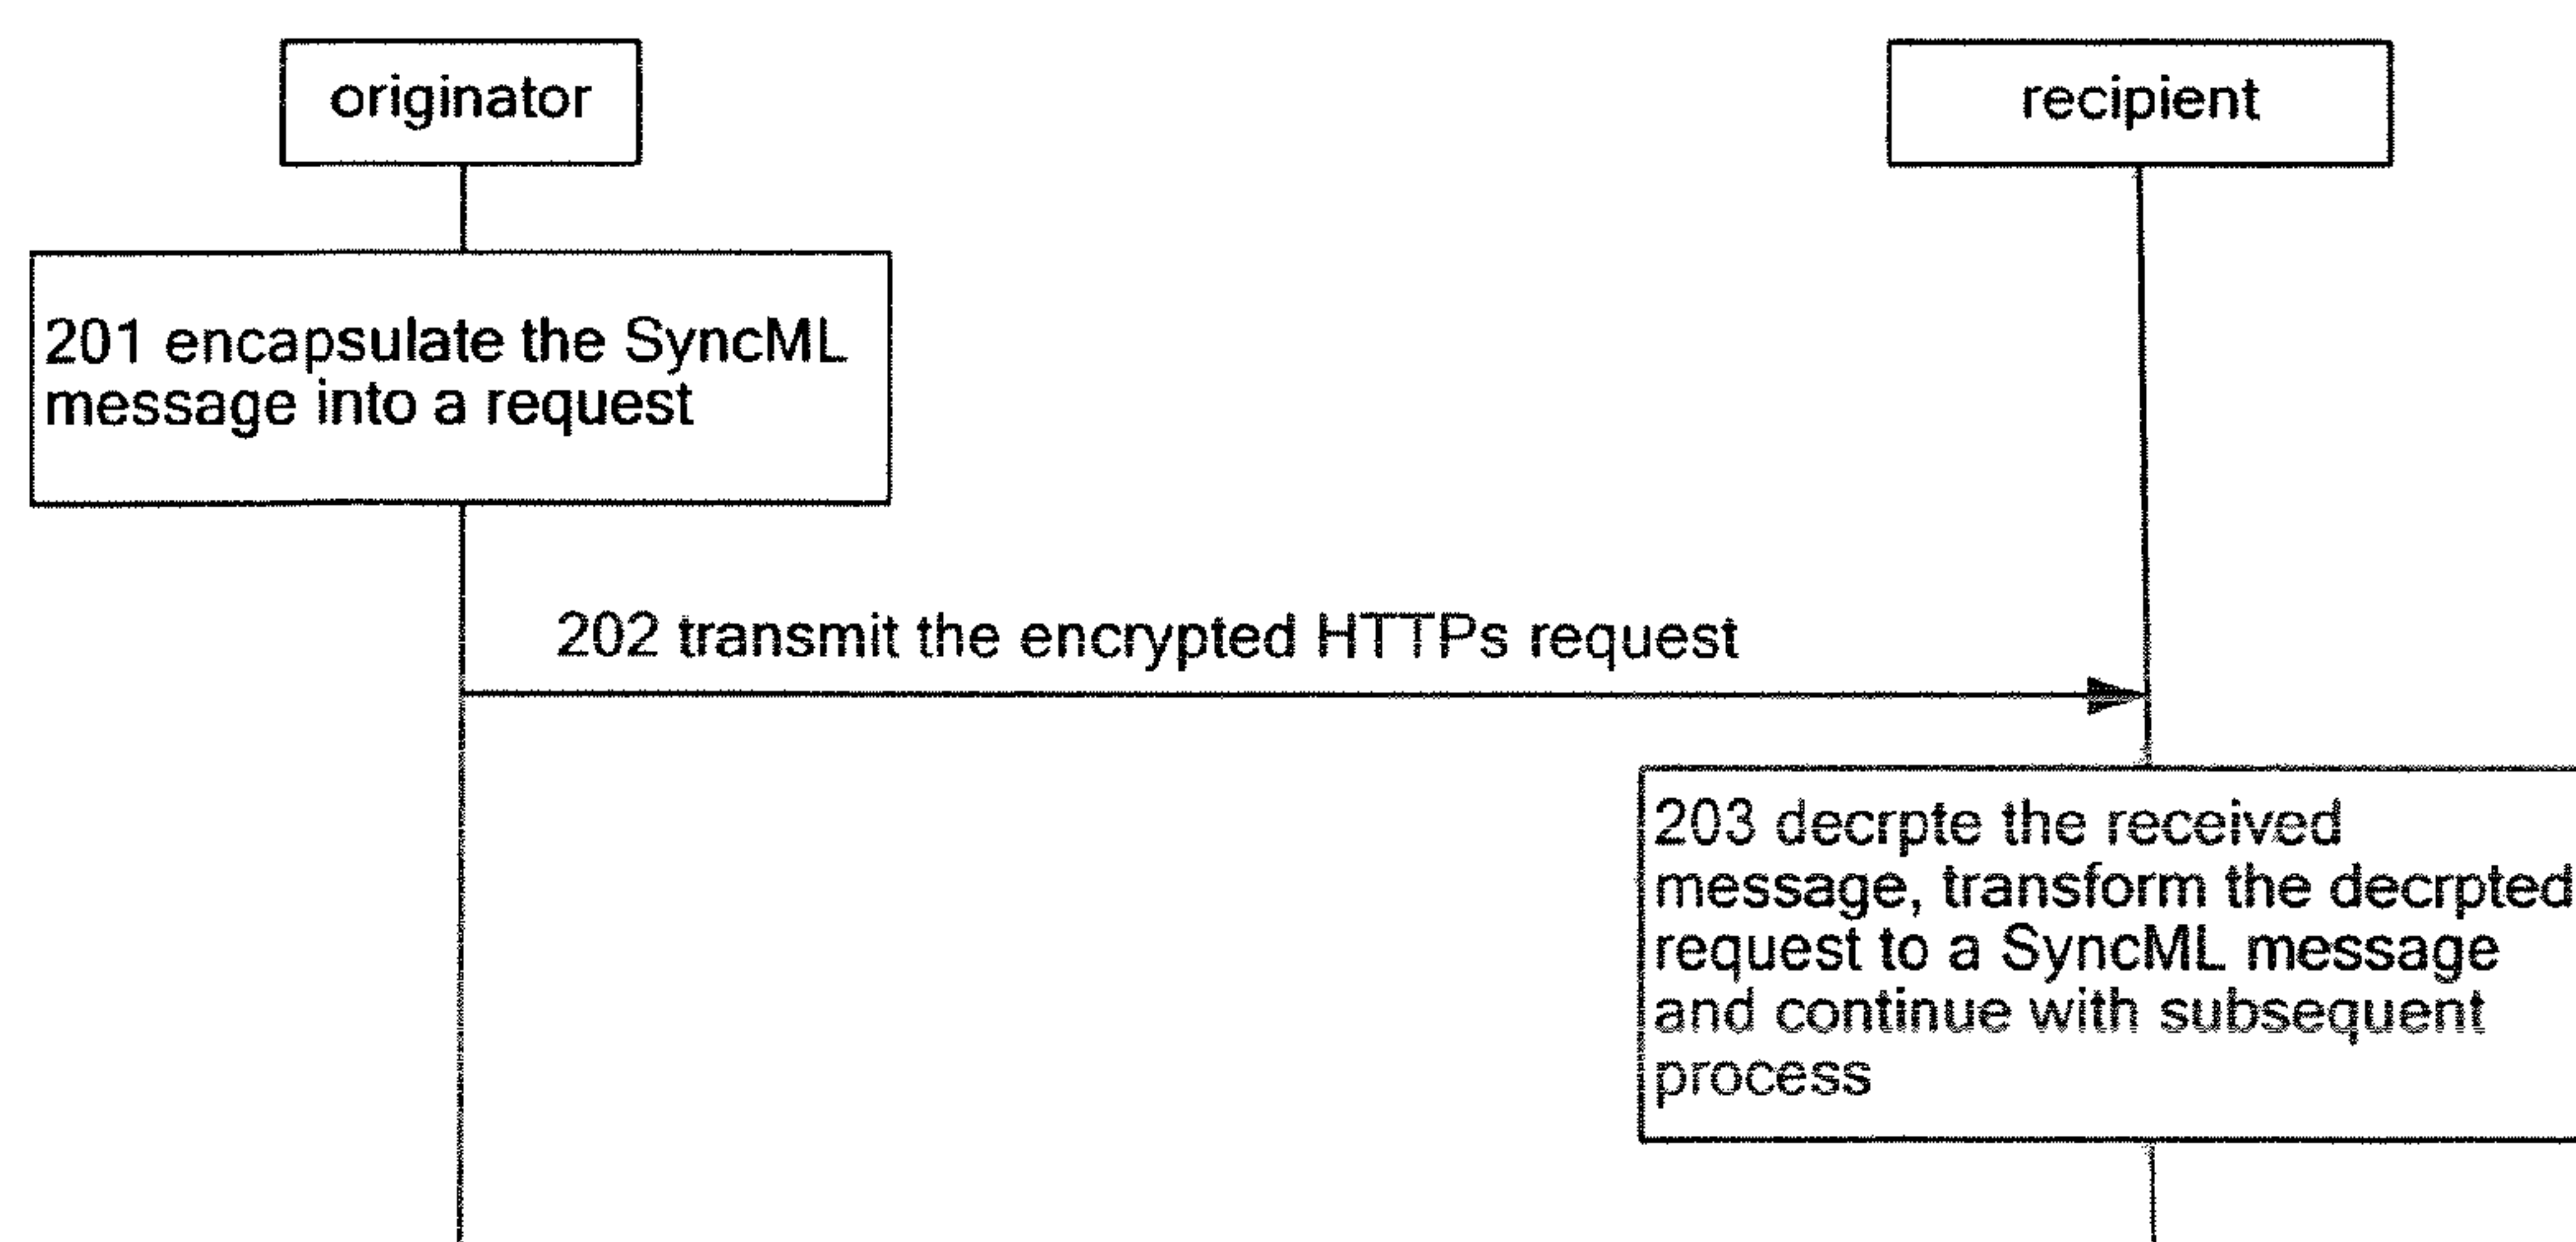 originator
recipient
201 encapsulate the SyncML
message into a request
202 transmit the encrypted HTTPs request
203 decrpte the received
message, transform the decrpted
request to a SyncML message
and continue with subsequent
process